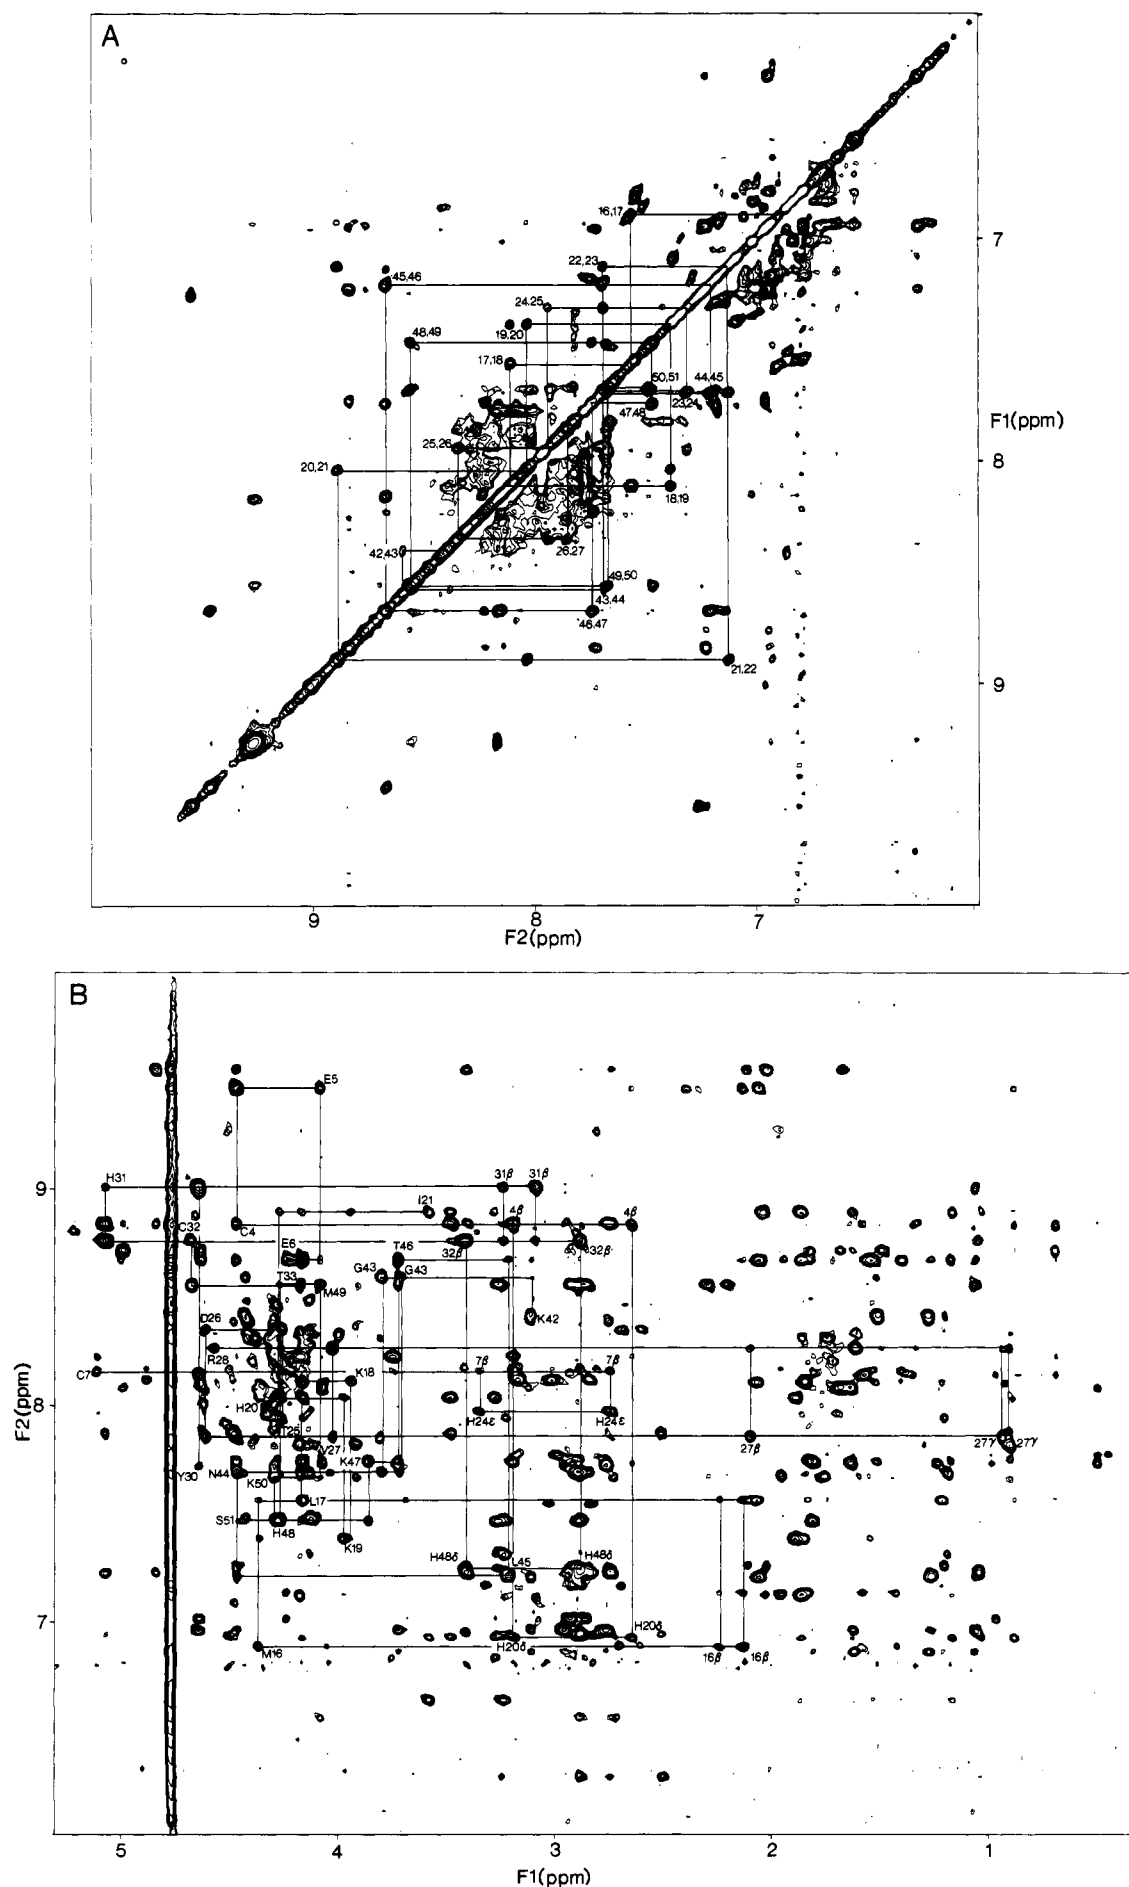 A
16,17
22,23
45,46
24,25
19,20
48,49
17,18
50,51
44,45
47,48
23,24
25,26
20,21
18,19
42,43
26,27
49,50
43,44
46,47
21,22
7
F1(ppm)
8
9
9 8 7
F2(ppm)
B
E5
9
H31
31β 31β
I21
C32
C4
4β
4β
32β
32β
E6
T46
G43
G43
T33
M49
K42
D26
R28
C7
K18
7β
7β
H20
H24ε
H24ε
8
T25
V27
27β
27γ
27γ
Y30
N44
K47
K50
L17
S51
H48
K19
H48δ
L45
H48δ
7
M16
H20δ
H20δ
16β
16β
F2(ppm)
5 4 3 2 1
F1(ppm)